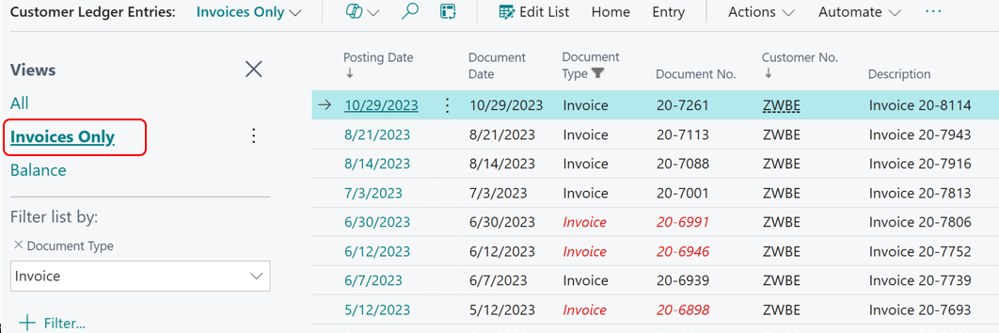 Customer Ledger Entries: Invoices Only Edit List Home Entry Actions Automate ···
Views
All
Invoices Only
Balance
Filter list by:
× Document Type
Invoice
+ Filter...
Posting Date ↓ Document Date Document Type Document No. Customer No. ↓ Description
→ 10/29/2023 10/29/2023 Invoice 20-7261 ZWBE Invoice 20-8114
8/21/2023 8/21/2023 Invoice 20-7113 ZWBE Invoice 20-7943
8/14/2023 8/14/2023 Invoice 20-7088 ZWBE Invoice 20-7916
7/3/2023 7/3/2023 Invoice 20-7001 ZWBE Invoice 20-7813
6/30/2023 6/30/2023 Invoice 20-6991 ZWBE Invoice 20-7806
6/12/2023 6/12/2023 Invoice 20-6946 ZWBE Invoice 20-7752
6/7/2023 6/7/2023 Invoice 20-6939 ZWBE Invoice 20-7739
5/12/2023 5/12/2023 Invoice 20-6898 ZWBE Invoice 20-7693